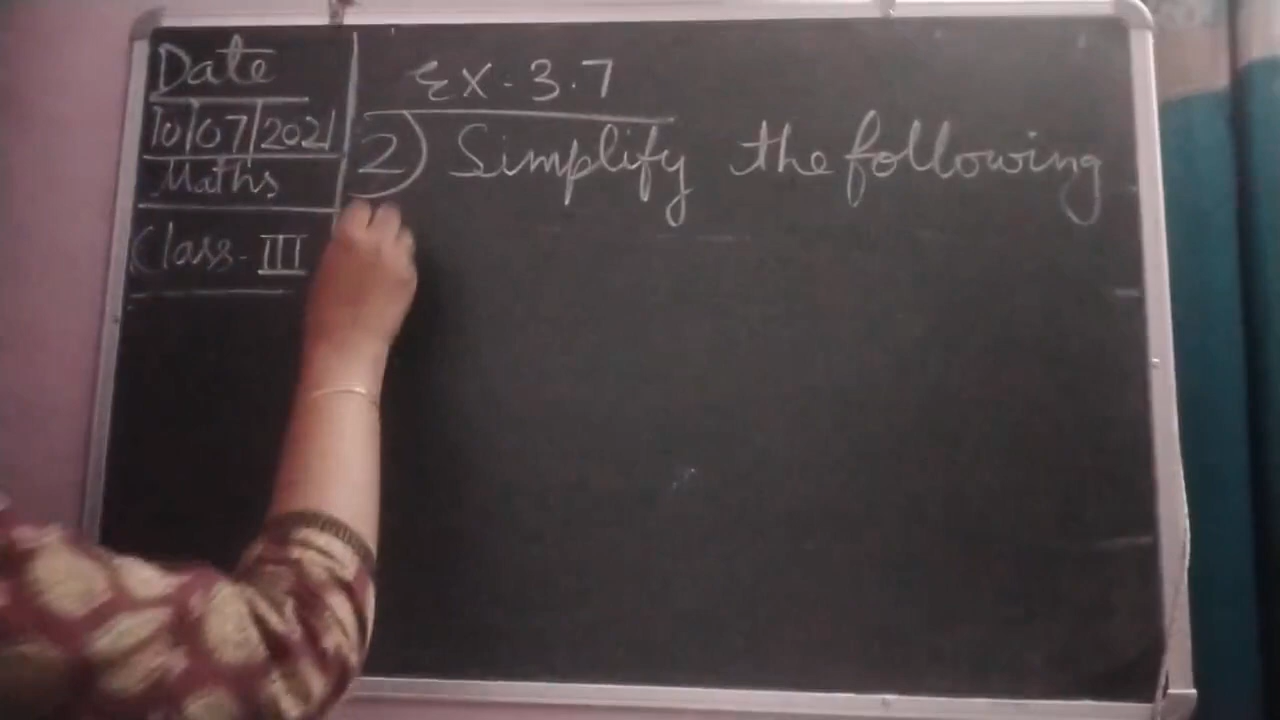 Date
10/07/2021
Maths
Class- III
Ex-3.7
2) Simplify the following